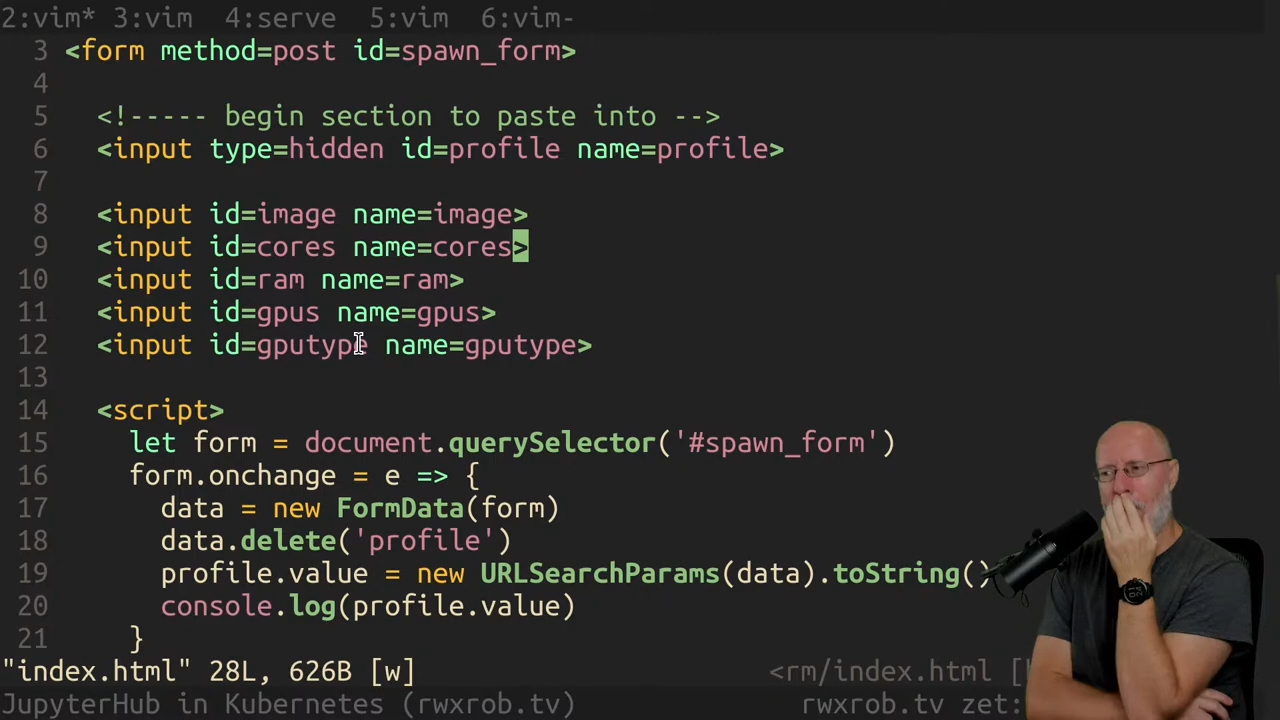 2:vim* 3:vim 4:serve 5:vim 6:vim-
3 <form method=post id=spawn_form>
4
5 <!----- begin section to paste into -->
6 <input type=hidden id=profile name=profile>
7
8 <input id=image name=image>
9 <input id=cores name=cores>
10 <input id=ram name=ram>
11 <input id=gpus name=gpus>
12 <input id=gputype name=gputype>
13
14 <script>
15 let form = document.querySelector('#spawn_form')
16 form.onchange = e => {
17 data = new FormData(form)
18 data.delete('profile')
19 profile.value = new URLSearchParams(data).toString()
20 console.log(profile.value)
21 }
"index.html" 28L, 626B [w] <rm/index.html
JupyterHub in Kubernetes (rwxrob.tv) rwxrob.tv zet: